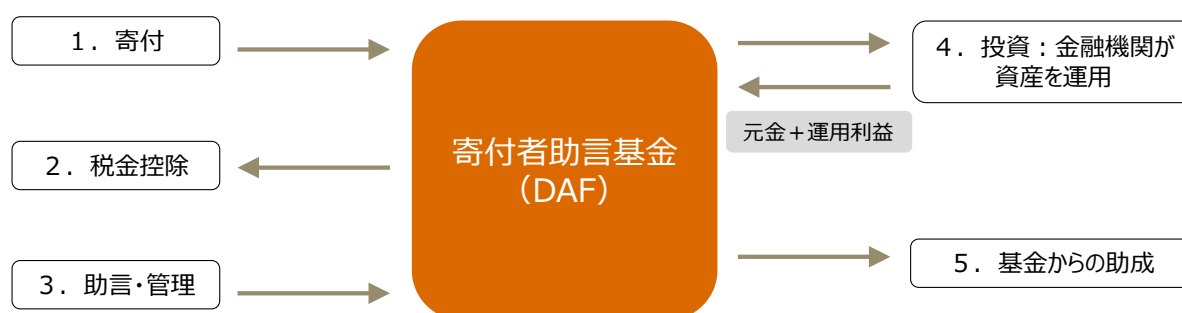 1．寄付
2．税金控除
3．助言・管理
寄付者助言基金
（DAF）
4．投資：金融機関が
資産を運用
元金＋運用利益
5．基金からの助成